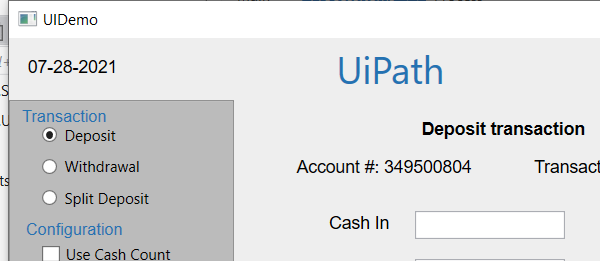 UIDemo
07-28-2021
UiPath
Transaction
Deposit
Withdrawal
Split Deposit
Configuration
Use Cash Count
Deposit transaction
Account #: 349500804
Cash In